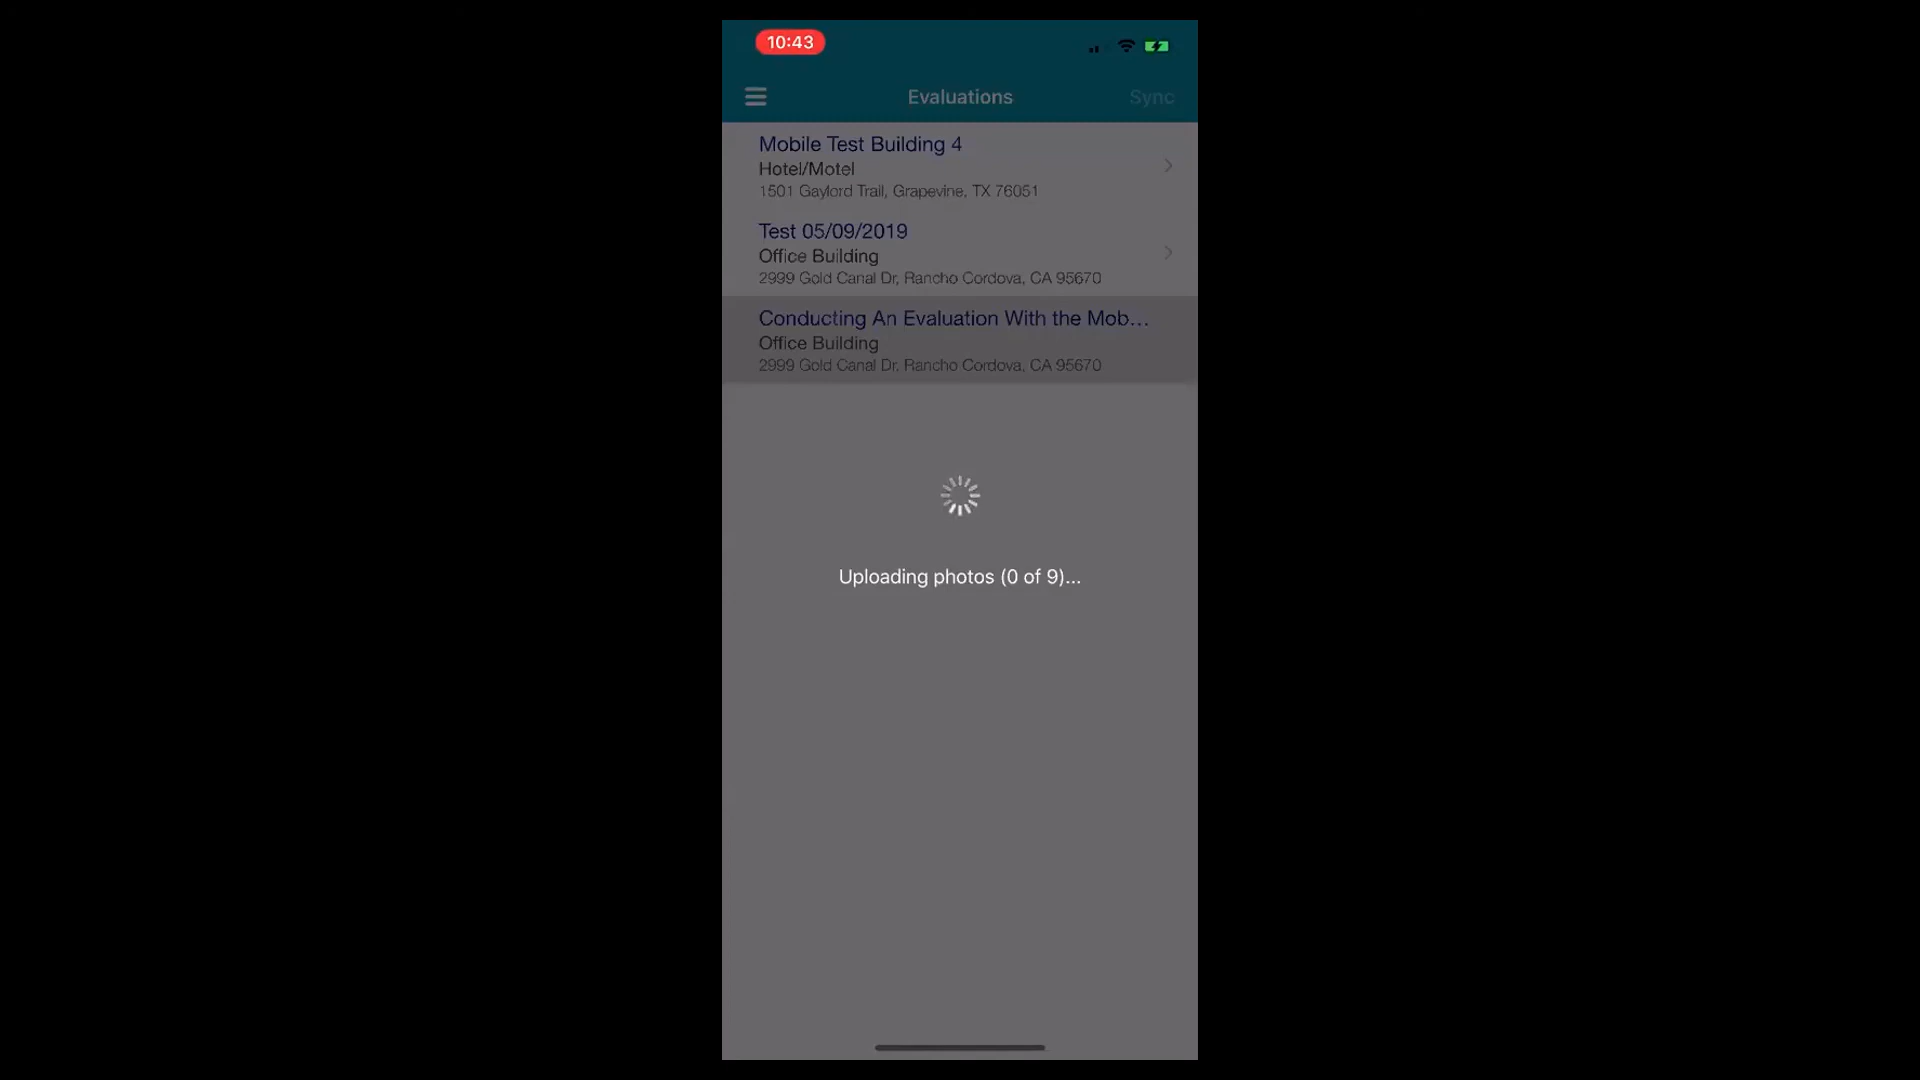 10:43
Evaluations
Sync
Mobile Test Building 4
Hotel/Motel
1501 Gaylord Trail, Grapevine, TX 76051
Test 05/09/2019
Office Building
2999 Gold Canal Dr, Rancho Cordova, CA 95670
Conducting An Evaluation With the Mob...
Office Building
2999 Gold Canal Dr, Rancho Cordova, CA 95670
Uploading photos (0 of 9)...